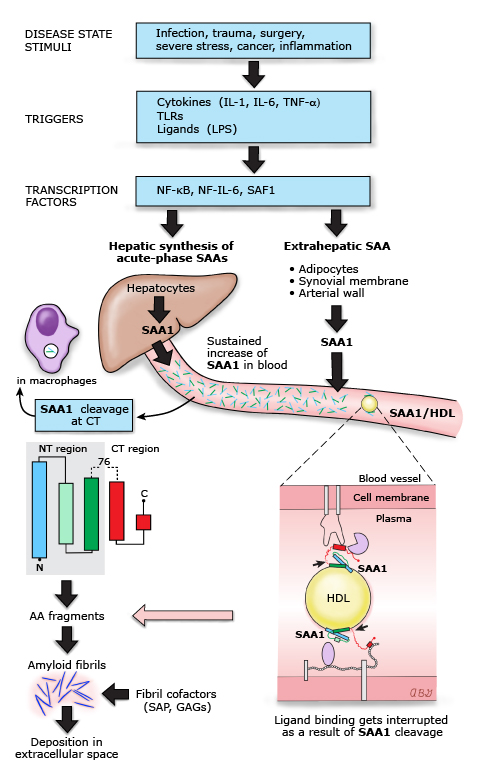 DISEASE STATE
STIMULI
Infection, trauma, surgery,
severe stress, cancer, inflammation
TRIGGERS
Cytokines (IL-1, IL-6, TNF-α)
TLRs
Ligands (LPS)
TRANSCRIPTION
FACTORS
NF-κB, NF-IL-6, SAF1
Hepatic synthesis of
acute-phase SAAs
Extrahepatic SAA
• Adipocytes
• Synovial membrane
• Arterial wall
Hepatocytes
SAA1
SAA1
Sustained
increase of
SAA1 in blood
in macrophages
SAA1 cleavage
at CT
SAA1/HDL
NT region
CT region
76
C
N
Blood vessel
Cell membrane
Plasma
SAA1
HDL
SAA1
AA fragments
Amyloid fibrils
Fibril cofactors
(SAP, GAGs)
Deposition in
extracellular space
Ligand binding gets interrupted
as a result of SAA1 cleavage